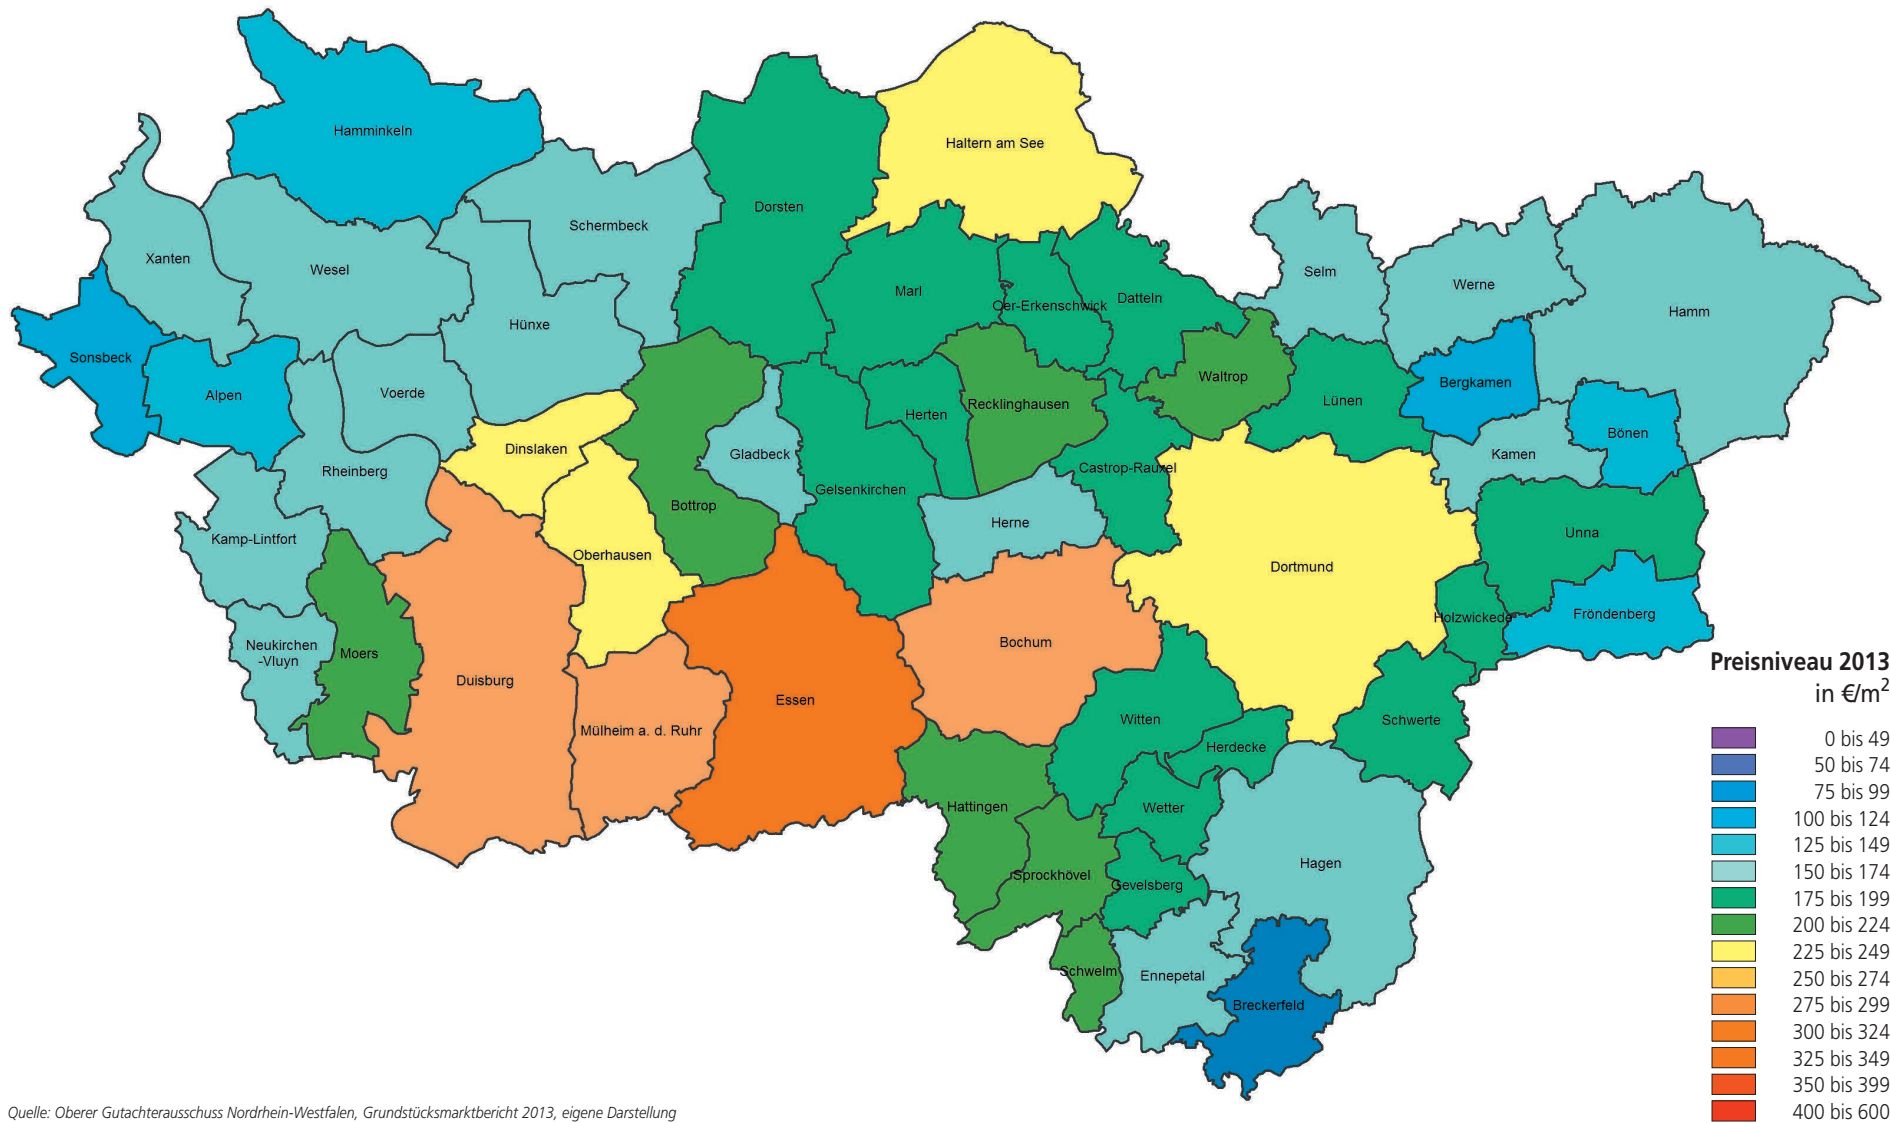 Hamminkeln
Haltern am See
Dorsten
Schermbeck
Xanten
Wesel
Selm
Werne
Hamm
Marl
Oer-Erkenschwick
Datteln
Hünxe
Sonsbeck
Alpen
Voerde
Waltrop
Lünen
Bergkamen
Herten
Recklinghausen
Bönen
Dinslaken
Gladbeck
Kamen
Rheinberg
Castrop-Rauxel
Gelsenkirchen
Bottrop
Herne
Unna
Kamp-Lintfort
Oberhausen
Dortmund
Holzwickede
Fröndenberg
Neukirchen
-Vluyn
Moers
Bochum
Duisburg
Essen
Mülheim a. d. Ruhr
Witten
Schwerte
Herdecke
Hattingen
Wetter
Hagen
Sprockhövel
Gevelsberg
Schwelm
Ennepetal
Breckerfeld
Preisniveau 2013
in €/m²
0 bis 49
50 bis 74
75 bis 99
100 bis 124
125 bis 149
150 bis 174
175 bis 199
200 bis 224
225 bis 249
250 bis 274
275 bis 299
300 bis 324
325 bis 349
350 bis 399
400 bis 600
Quelle: Oberer Gutachterausschuss Nordrhein-Westfalen, Grundstücksmarktbericht 2013, eigene Darstellung